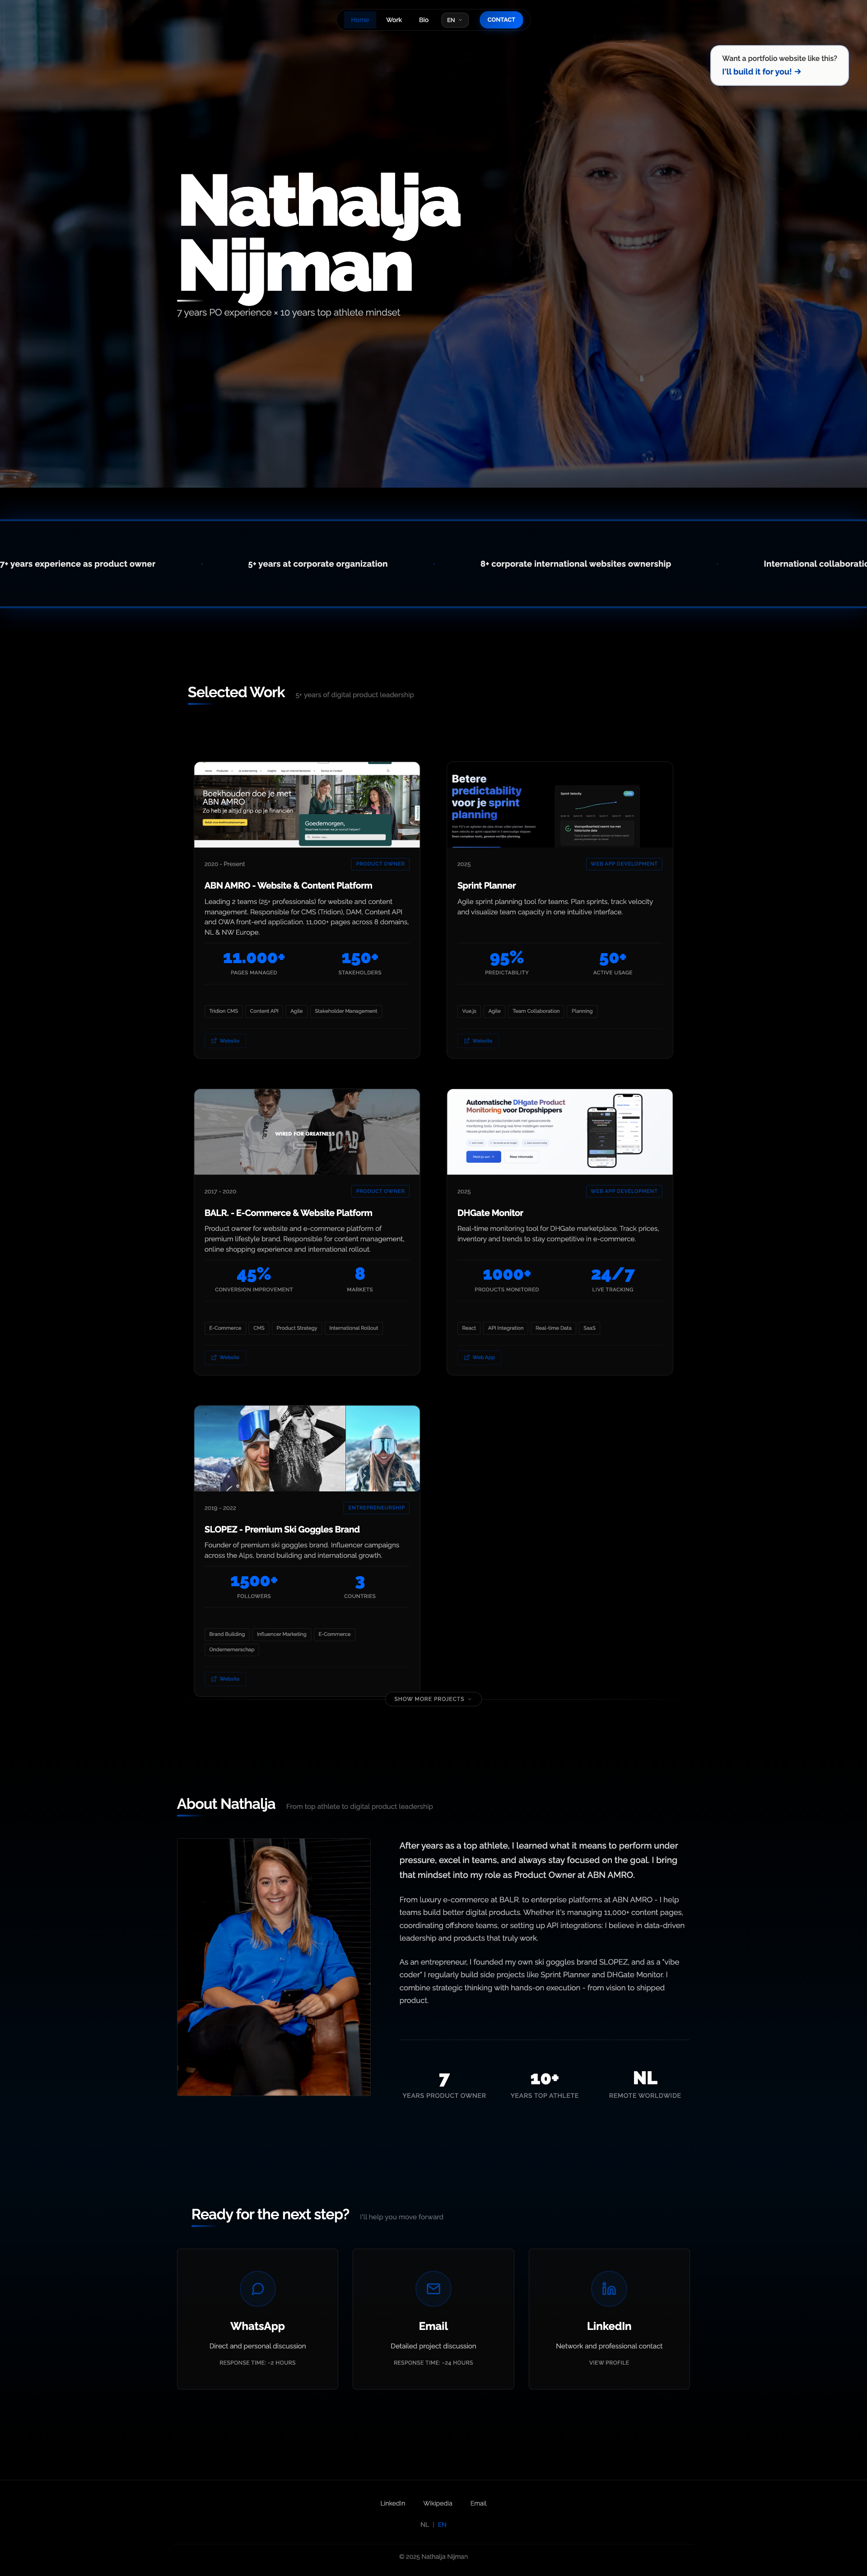 Home
Work
Bio
EN
CONTACT
Want a portfolio website like this?
I'll build it for you! →
Nathalja
Nijman
7 years PO experience × 10 years top athlete mindset
7+ years experience as product owner
5+ years at corporate organization
8+ corporate international websites ownership
International collaboratio
Selected Work
5+ years of digital product leadership
Boekhouden doe je met
ABN AMRO
Zo heb je altijd grip op je financiën
Goedemorgen,
2020 - Present
PRODUCT OWNER
ABN AMRO - Website & Content Platform
Leading 2 teams (25+ professionals) for website and content
management. Responsible for CMS (Tridion), DAM, Content API
and OWA front-end application. 11,000+ pages across 8 domains,
NL & NW Europe.
11.000+
PAGES MANAGED
150+
STAKEHOLDERS
Tridion CMS
Content API
Agile
Stakeholder Management
Website
Betere
predictability
voor je sprint
planning
Sprint Velocity
2025
WEB APP DEVELOPMENT
Sprint Planner
Agile sprint planning tool for teams. Plan sprints, track velocity
and visualize team capacity in one intuitive interface.
95%
PREDICTABILITY
50+
ACTIVE USAGE
Vue.js
Agile
Team Collaboration
Planning
Website
WIRED FOR GREATNESS
2017 - 2020
PRODUCT OWNER
BALR. - E-Commerce & Website Platform
Product owner for website and e-commerce platform of
premium lifestyle brand. Responsible for content management,
online shopping experience and international rollout.
45%
CONVERSION IMPROVEMENT
8
MARKETS
E-Commerce
CMS
Product Strategy
International Rollout
Website
Automatische DHgate Product
Monitoring voor Dropshippers
2025
WEB APP DEVELOPMENT
DHGate Monitor
Real-time monitoring tool for DHGate marketplace. Track prices,
inventory and trends to stay competitive in e-commerce.
1000+
PRODUCTS MONITORED
24/7
LIVE TRACKING
React
API Integration
Real-time Data
SaaS
Web App
2019 - 2022
ENTREPRENEURSHIP
SLOPEZ - Premium Ski Goggles Brand
Founder of premium ski goggles brand. Influencer campaigns
across the Alps, brand building and international growth.
1500+
FOLLOWERS
3
COUNTRIES
Brand Building
Influencer Marketing
E-Commerce
Ondernemerschap
Website
SHOW MORE PROJECTS
About Nathalja
From top athlete to digital product leadership
After years as a top athlete, I learned what it means to perform under
pressure, excel in teams, and always stay focused on the goal. I bring
that mindset into my role as Product Owner at ABN AMRO.
From luxury e-commerce at BALR. to enterprise platforms at ABN AMRO - I help
teams build better digital products. Whether it's managing 11,000+ content pages,
coordinating offshore teams, or setting up API integrations: I believe in data-driven
leadership and products that truly work.
As an entrepreneur, I founded my own ski goggles brand SLOPEZ, and as a "vibe
coder" I regularly build side projects like Sprint Planner and DHGate Monitor. I
combine strategic thinking with hands-on execution - from vision to shipped
product.
7
YEARS PRODUCT OWNER
10+
YEARS TOP ATHLETE
NL
REMOTE WORLDWIDE
Ready for the next step?
I'll help you move forward
WhatsApp
Direct and personal discussion
RESPONSE TIME: ~2 HOURS
Email
Detailed project discussion
RESPONSE TIME: ~24 HOURS
LinkedIn
Network and professional contact
VIEW PROFILE
LinkedIn
Wikipedia
Email
NL | EN
© 2025 Nathalja Nijman